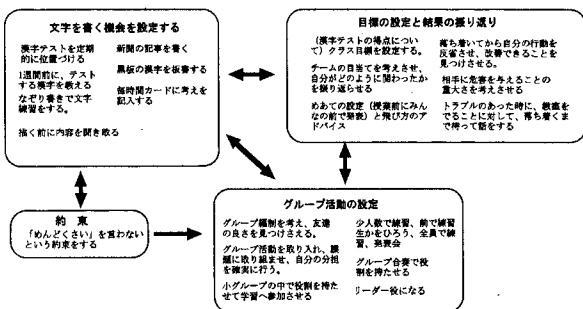 文字を書く機会を設定する
漢字テストを定期
的に位置づける
1週間前に、テスト
する漢字を教える
なぞり書きで文字
練習をする。
描く前に内容を聞き取る
新聞の記事を書く
黒板の漢字を板書する
毎時間カードに考えを
記入する
目標の設定と結果の振り返り
(漢字テストの得点につ
いて)クラス目標を設定する。
チームの目当てを考えさせ、
自分がどのように関わったか
を振り返らせる
めあての設定(授業前にみん
なの前で発表)と飛び方のア
ドバイス
落ち着いてから自分の行動を
反省させ、改善できることを
見つけさせる。
相手に危害を与えることの
重大さを考えさせる
トラブルのあった時に、教室を
でることに対して、落ち着くま
で待って話をする
約 束
「めんどくさい」を言わない
という約束をする
グループ活動の設定
グループ編制を考え、友達
の良さを見つけさえる。
グループ活動を取り入れ、課
題に取り組ませ、自分の分担
を確実に行う。
小グループの中で役割を持た
せて学習へ参加させる
少人数で練習、前で練習
生かをひろう、全員で練
習、発表会
グループ合奏で役
割を持たせる
リーダー役になる